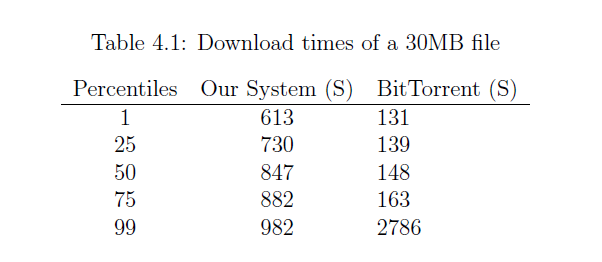 Table 4.1: Download times of a 30MB file
Percentiles Our System (S) BitTorrent (S)
1 613 131
25 730 139
50 847 148
75 882 163
99 982 2786